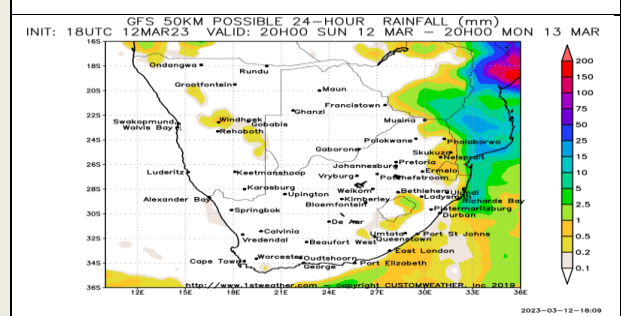 GFS 50KM POSSIBLE 24-HOUR RAINFALL (mm)
INIT: 18UTC 12MAR23 VALID: 20H00 SUN 12 MAR - 20H00 MON 13 MAR
16S
18S
20S
22S
24S
26S
28S
30S
32S
34S
36S
Ondangwa
Rundu
Grootfontein
Maun
Francistown
Ghanzi
Swakopmund
Walvis Bay
Windhoek
Gobabis
Rehoboth
Musina
Polokwane
Phalaborwa
Gaborone
Skukuza
Nelspruit
Johannesburg
Pretoria
Luderitz
Keetmanshoop
Vryburg
Potchefstroom
Ermelo
Karasburg
Upington
Welkom
Kimberley
Bethlehem
Ulundi
Ladysmith
Richards Bay
Alexander Bay
Springbok
Bloemfontein
Pietermaritzburg
Durban
De Aar
Calvinia
Vredendal
Beaufort West
Umtata
Queenstown
Port St Johns
East London
Cape Town
Worcester
Oudtshoorn
George
Port Elizabeth
http://www.1stweather.com - copyright CUSTOMWEATHER, Inc 2019
12E 15E 18E 21E 24E 27E 30E 33E 36E
200
150
100
75
50
25
15
10
5
2.5
1
0.5
0.2
0.1
2023-03-12-18:09